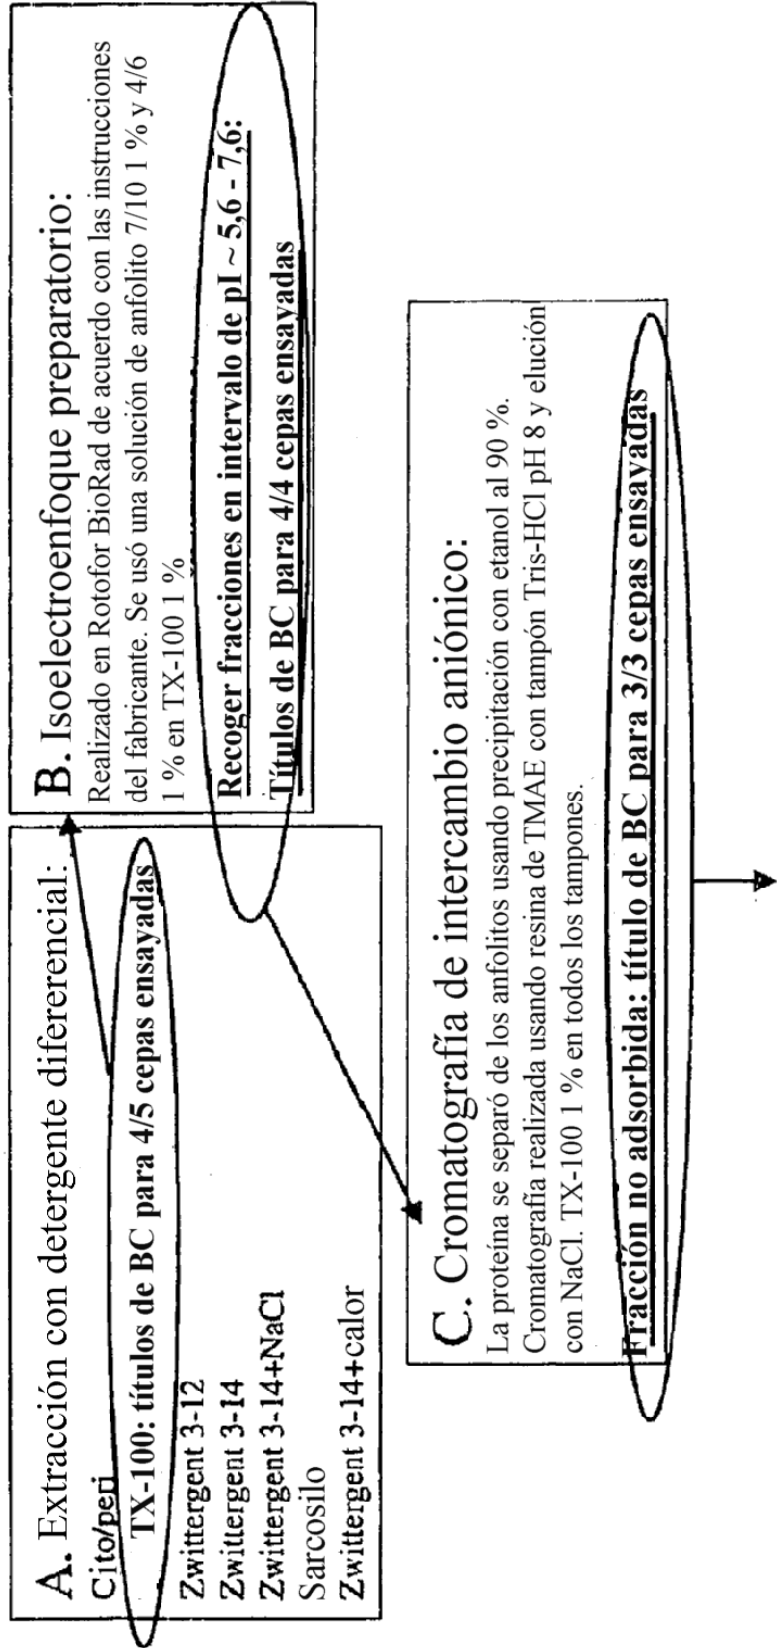 A. Extracción con detergente diferencial:
Cito/peri
TX-100: títulos de BC para 4/5 cepas ensayadas
Zwittergent 3-12
Zwittergent 3-14
Zwittergent 3-14+NaCl
Sarcosilo
Zwittergent 3-14+calor
B. Isoelectroenfoque preparatorio:
Realizado en Rotofor BioRad de acuerdo con las instrucciones
del fabricante. Se usó una solución de anfolito 7/10 1 % y 4/6
1 % en TX-100 1 %
Recoger fracciones en intervalo de pI ~ 5,6 - 7,6:
Títulos de BC para 4/4 cepas ensayadas
C. Cromatografía de intercambio aniónico:
La proteína se separó de los anfolitos usando precipitación con etanol al 90 %.
Cromatografía realizada usando resina de TMAE con tampón Tris-HCl pH 8 y elución
con NaCl. TX-100 1 % en todos los tampones.
Fracción no adsorbida: título de BC para 3/3 cepas ensayadas